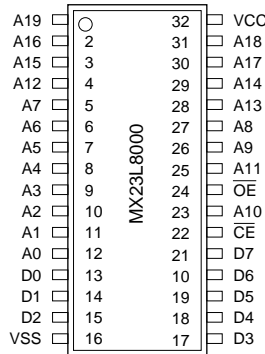 A19 32 VCC
A16 2 31 A18
A15 3 30 A17
A12 4 29 A14
A7 5 28 A13
A6 6 27 A8
A5 7 26 A9
A4 8 25 A11
A3 9 24 OE
A2 10 23 A10
A1 11 22 CE
A0 12 21 D7
D0 13 10 D6
D1 14 19 D5
D2 15 18 D4
VSS 16 17 D3
MX23L8000